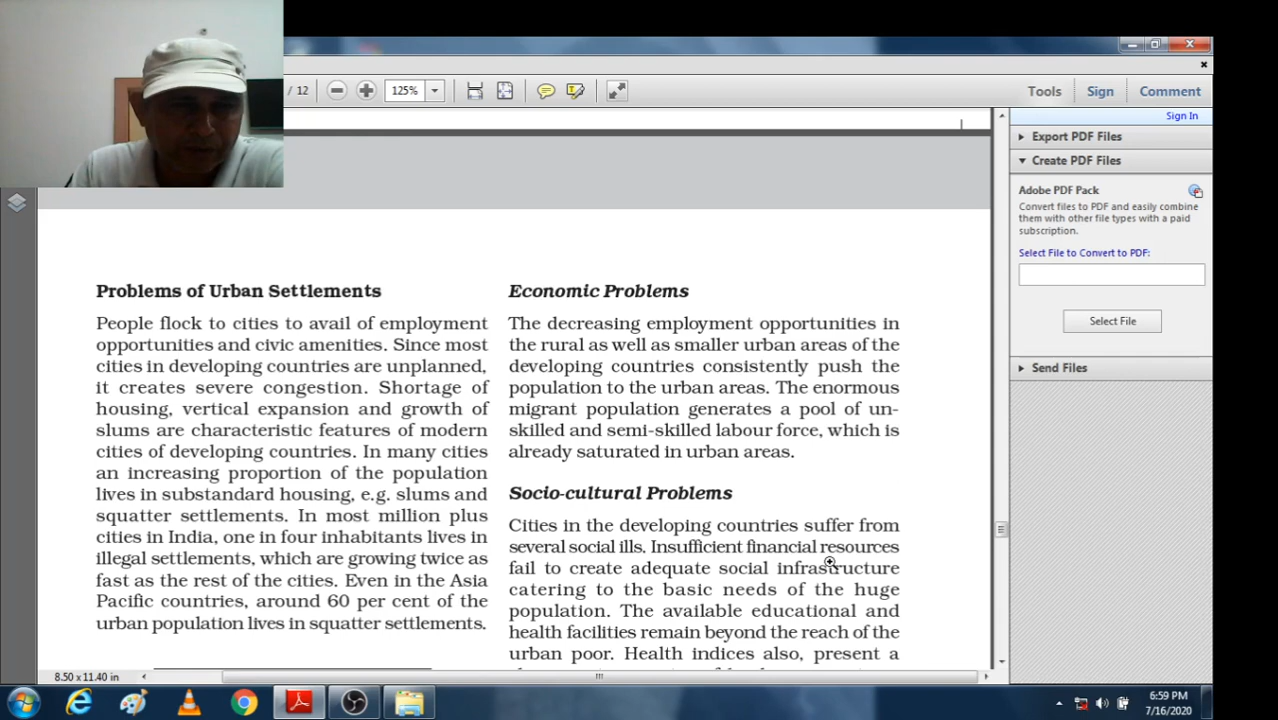 / 12
125%
Tools
Sign
Comment
Sign In
Export PDF Files
Create PDF Files
Adobe PDF Pack
Convert files to PDF and easily combine
them with other file types with a paid
subscription.
Select File to Convert to PDF:
Select File
Send Files
Problems of Urban Settlements
People flock to cities to avail of employment
opportunities and civic amenities. Since most
cities in developing countries are unplanned,
it creates severe congestion. Shortage of
housing, vertical expansion and growth of
slums are characteristic features of modern
cities of developing countries. In many cities
an increasing proportion of the population
lives in substandard housing, e.g. slums and
squatter settlements. In most million plus
cities in India, one in four inhabitants lives in
illegal settlements, which are growing twice as
fast as the rest of the cities. Even in the Asia
Pacific countries, around 60 per cent of the
urban population lives in squatter settlements.
Economic Problems
The decreasing employment opportunities in
the rural as well as smaller urban areas of the
developing countries consistently push the
population to the urban areas. The enormous
migrant population generates a pool of un-
skilled and semi-skilled labour force, which is
already saturated in urban areas.
Socio-cultural Problems
Cities in the developing countries suffer from
several social ills. Insufficient financial resources
fail to create adequate social infrastructure
catering to the basic needs of the huge
population. The available educational and
health facilities remain beyond the reach of the
urban poor. Health indices also, present a
8.50 x 11.40 in
6:59 PM
7/16/2020